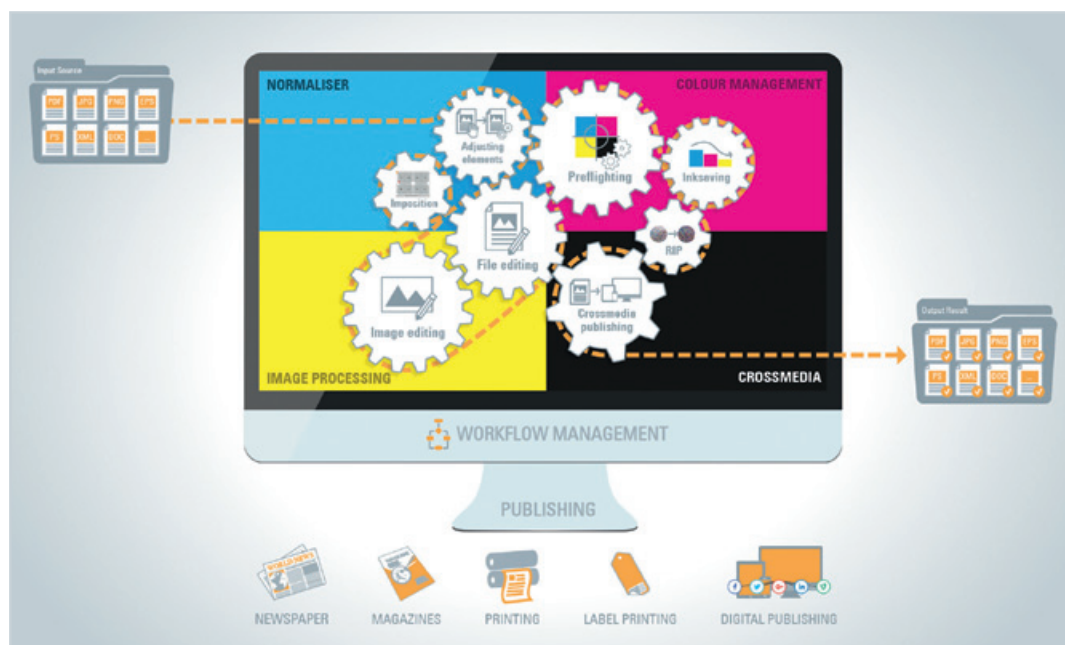 Input Source
PDF JPG PNG EPS
PS XML DOC ...
NORMALISER
COLOUR MANAGEMENT
Adjusting
elements
Preflighting
Inkseving
Imposition
File editing
RIP
Image editing
Crossmedia
publishing
IMAGE PROCESSING
CROSSMEDIA
Output Result
PDF JPG PNG EPS
PS XML DOC ...
WORKFLOW MANAGEMENT
PUBLISHING
NEWSPAPER
MAGAZINES
PRINTING
LABEL PRINTING
DIGITAL PUBLISHING